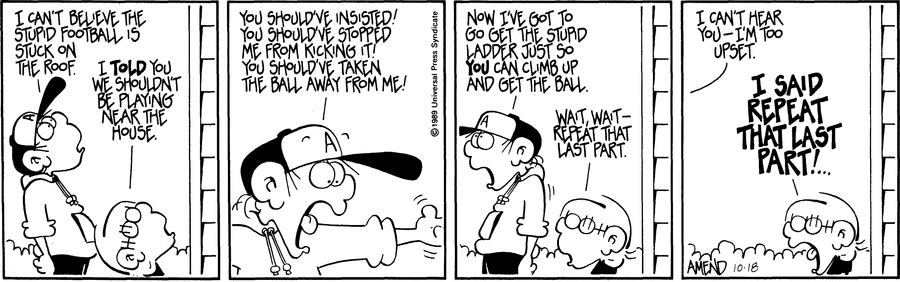 I CAN'T BELIEVE THE
STUPID FOOTBALL IS
STUCK ON
THE ROOF.
I TOLD YOU
WE SHOULDN'T
BE PLAYING
NEAR THE
HOUSE.
YOU SHOULD'VE INSISTED!
YOU SHOULD'VE STOPPED
ME FROM KICKING IT!
YOU SHOULD'VE TAKEN
THE BALL AWAY FROM ME!
A
©1989 Universal Press Syndicate
NOW I'VE GOT TO
GO GET THE STUPID
LADDER JUST SO
YOU CAN CLIMB UP
AND GET THE BALL.
A
WAIT, WAIT–
REPEAT THAT
LAST PART.
I CAN'T HEAR
YOU–I'M TOO
UPSET.
I SAID
REPEAT
THAT LAST
PART!...
AMEND 10·18